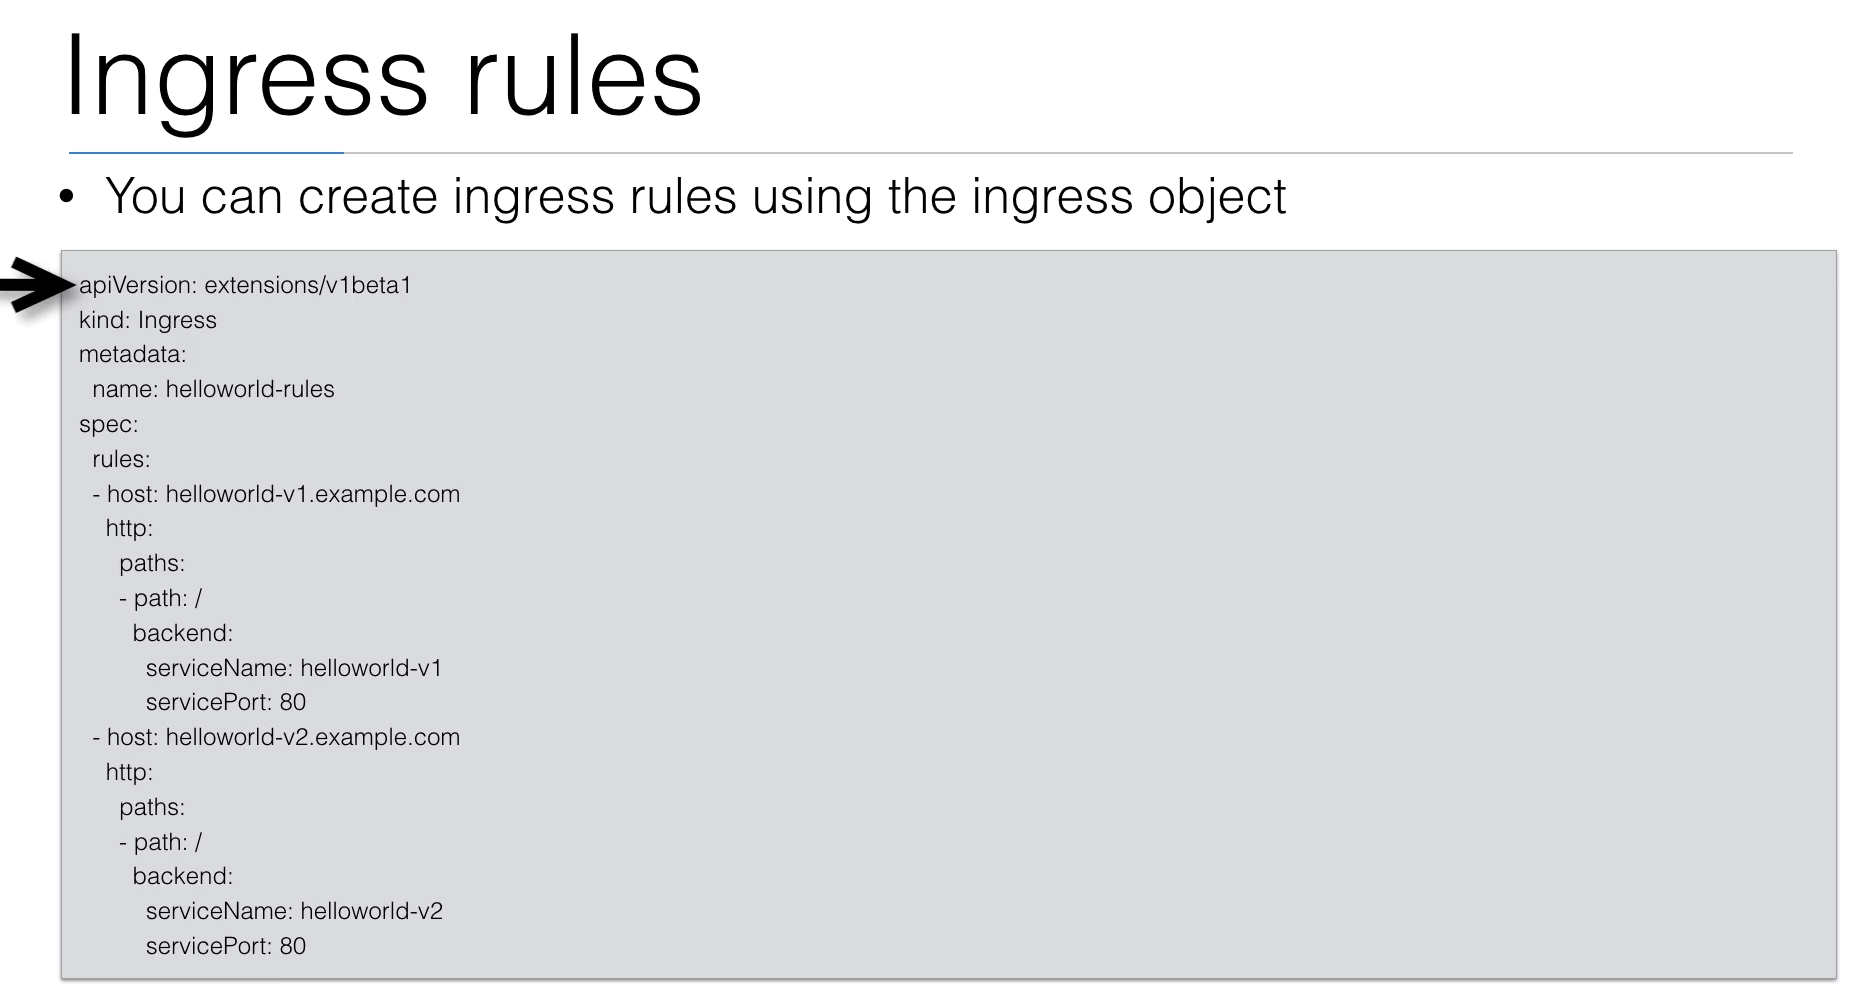 Ingress rules
• You can create ingress rules using the ingress object
apiVersion: extensions/v1beta1
kind: Ingress
metadata:
  name: helloworld-rules
spec:
  rules:
  - host: helloworld-v1.example.com
    http:
      paths:
      - path: /
        backend:
          serviceName: helloworld-v1
          servicePort: 80
  - host: helloworld-v2.example.com
    http:
      paths:
      - path: /
        backend:
          serviceName: helloworld-v2
          servicePort: 80